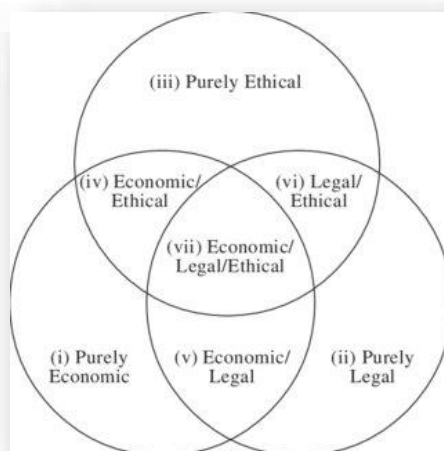 (iii) Purely Ethical
(iv) Economic/
Ethical
(vi) Legal/
Ethical
(vii) Economic/
Legal/Ethical
(i) Purely
Economic
(v) Economic/
Legal
(ii) Purely
Legal